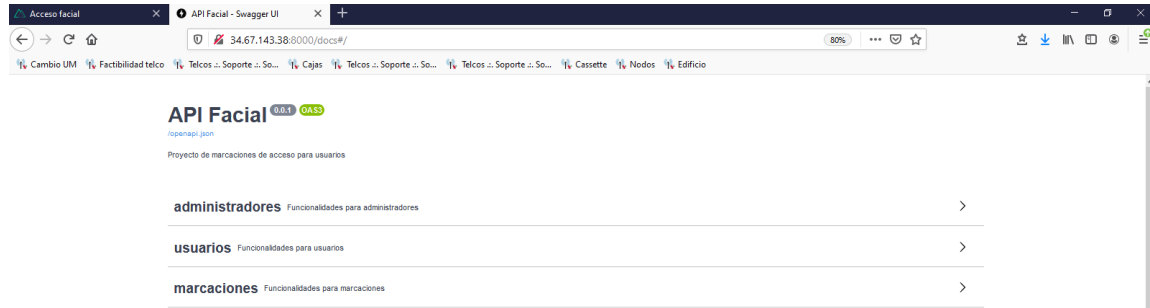 Acceso facial API Facial - Swagger UI
34.67.143.38:8000/docs#/ 80%
Cambio UM Factibilidad telco Telcos .:. Soporte .:. So... Cajas Telcos .:. Soporte .:. So... Telcos .:. Soporte .:. So... Cassette Nodos Edificio
API Facial 0.0.1 OAS3
/openapi.json
Proyecto de marcaciones de acceso para usuarios
administradores Funcionalidades para administradores
usuarios Funcionalidades para usuarios
marcaciones Funcionalidades para marcaciones